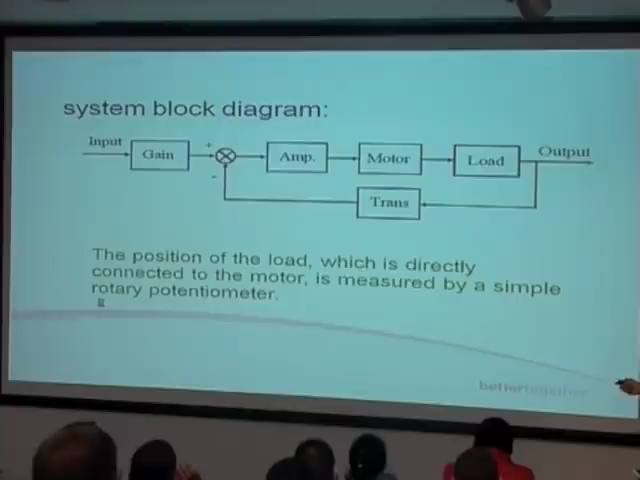 system block diagram:
Input Gain + - Amp. Motor Load Output
Trans
The position of the load, which is directly
connected to the motor, is measured by a simple
rotary potentiometer.
bettertogether